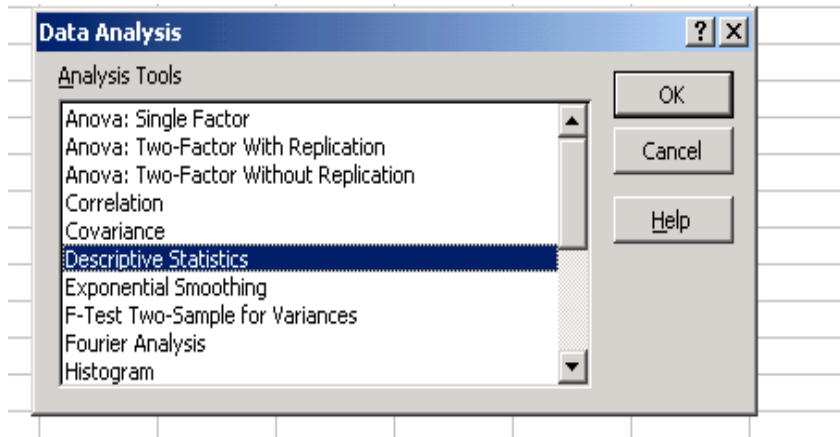 Data Analysis
Analysis Tools
Anova: Single Factor
Anova: Two-Factor With Replication
Anova: Two-Factor Without Replication
Correlation
Covariance
Descriptive Statistics
Exponential Smoothing
F-Test Two-Sample for Variances
Fourier Analysis
Histogram
OK
Cancel
Help